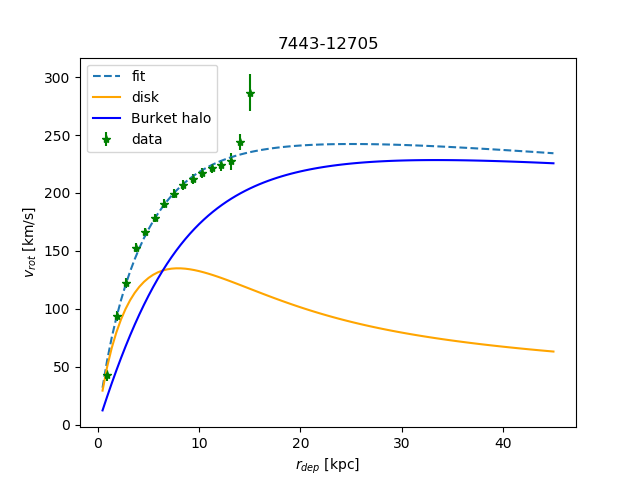 7443-12705
300
250
200
150
100
50
0
v_rot [km/s]
fit
disk
Burket halo
data
0 10 20 30 40
r_dep [kpc]